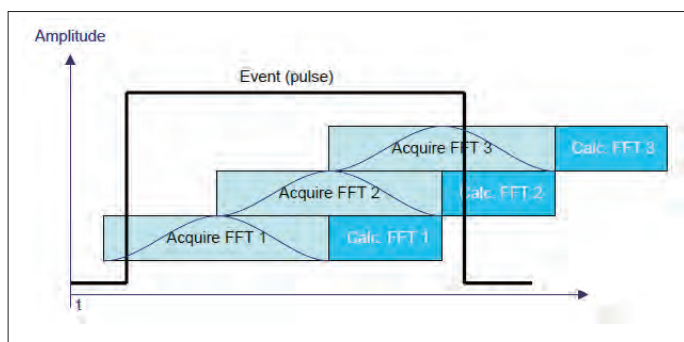 Amplitude
Event (pulse)
Acquire FFT 3
Calc. FFT 3
Acquire FFT 2
Calc. FFT 2
Acquire FFT 1
Calc. FFT 1
t